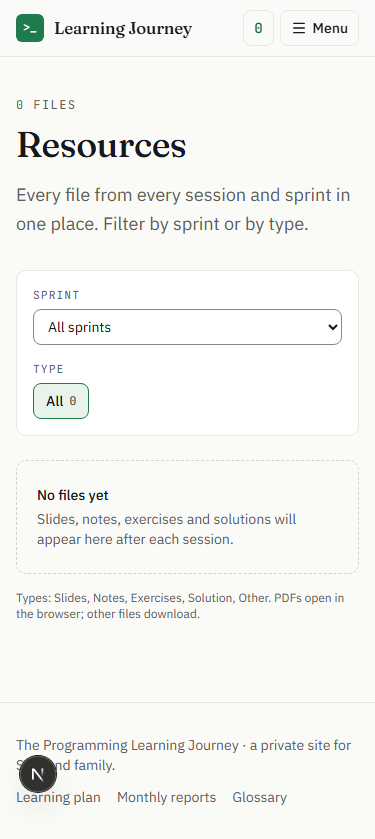 >_ Learning Journey 0 ☰ Menu
0 FILES
Resources
Every file from every session and sprint in
one place. Filter by sprint or by type.
SPRINT
All sprints
TYPE
All 0
No files yet
Slides, notes, exercises and solutions will
appear here after each session.
Types: Slides, Notes, Exercises, Solution, Other. PDFs open in
the browser; other files download.
The Programming Learning Journey · a private site for
and family.
N
Learning plan Monthly reports Glossary